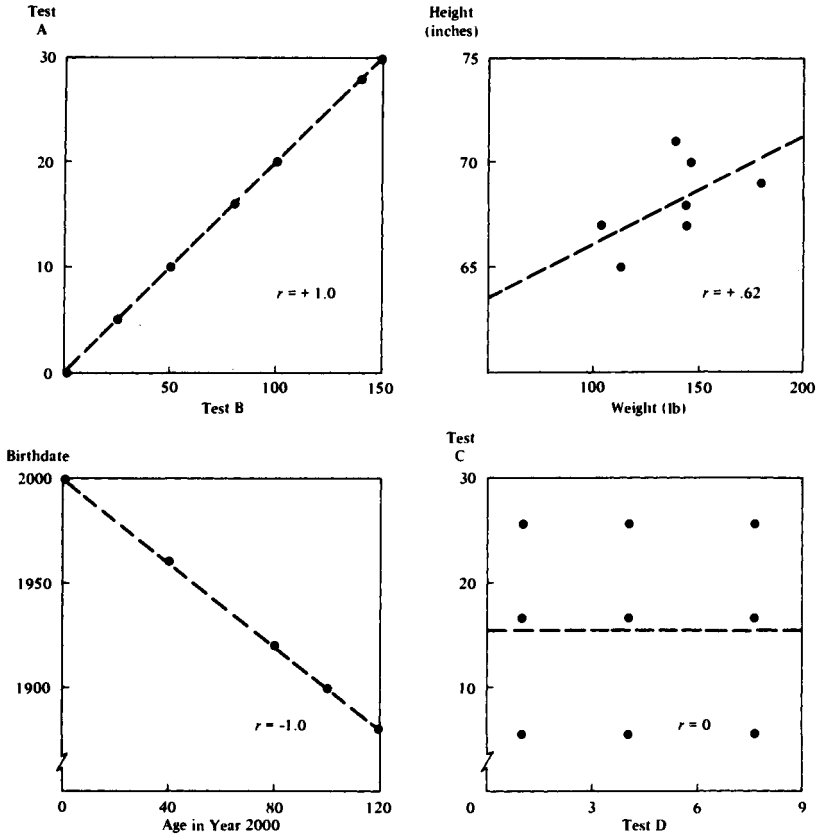 Test
A
30
20
10
0
50
100
150
Test B
r = + 1.0
Height
(inches)
75
70
65
100
150
200
Weight (lb)
r = + .62
Birthdate
2000
1950
1900
0
40
80
120
Age in Year 2000
r = -1.0
Test
C
30
20
10
0
3
6
9
Test D
r = 0